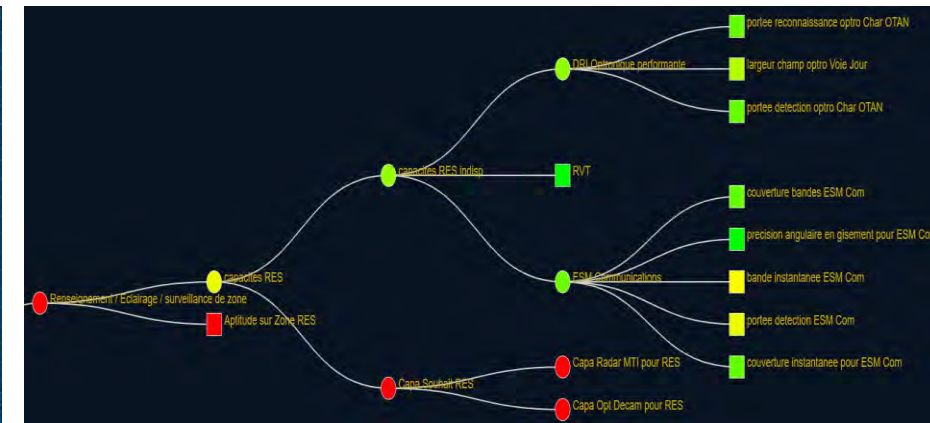 portee reconnaissance optro Char OTAN
DRI Optronique performante
largeur champ optro Voie Jour
portee detection optro Char OTAN
capacites RES indisp
RVT
couverture bandes ESM Com
precision angulaire en gisement pour ESM Co
capacites RES
ESM Communications
bande instantanee ESM Com
Renseignement / Eclairage / surveillance de zone
Aptitude sur Zone RES
portee detection ESM Com
couverture instantanee pour ESM Com
Capa Radar MTI pour RES
Capa Souhait RES
Capa Opt Decam pour RES